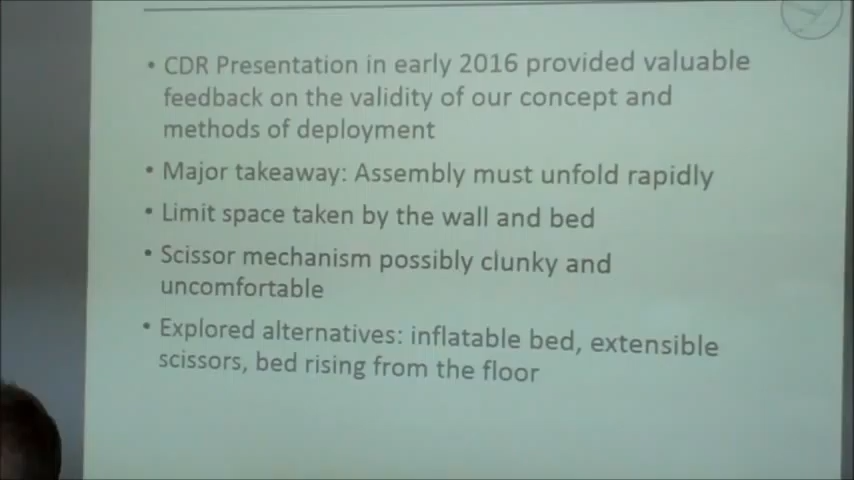 • CDR Presentation in early 2016 provided valuable
feedback on the validity of our concept and
methods of deployment
• Major takeaway: Assembly must unfold rapidly
• Limit space taken by the wall and bed
• Scissor mechanism possibly clunky and
uncomfortable
• Explored alternatives: inflatable bed, extensible
scissors, bed rising from the floor